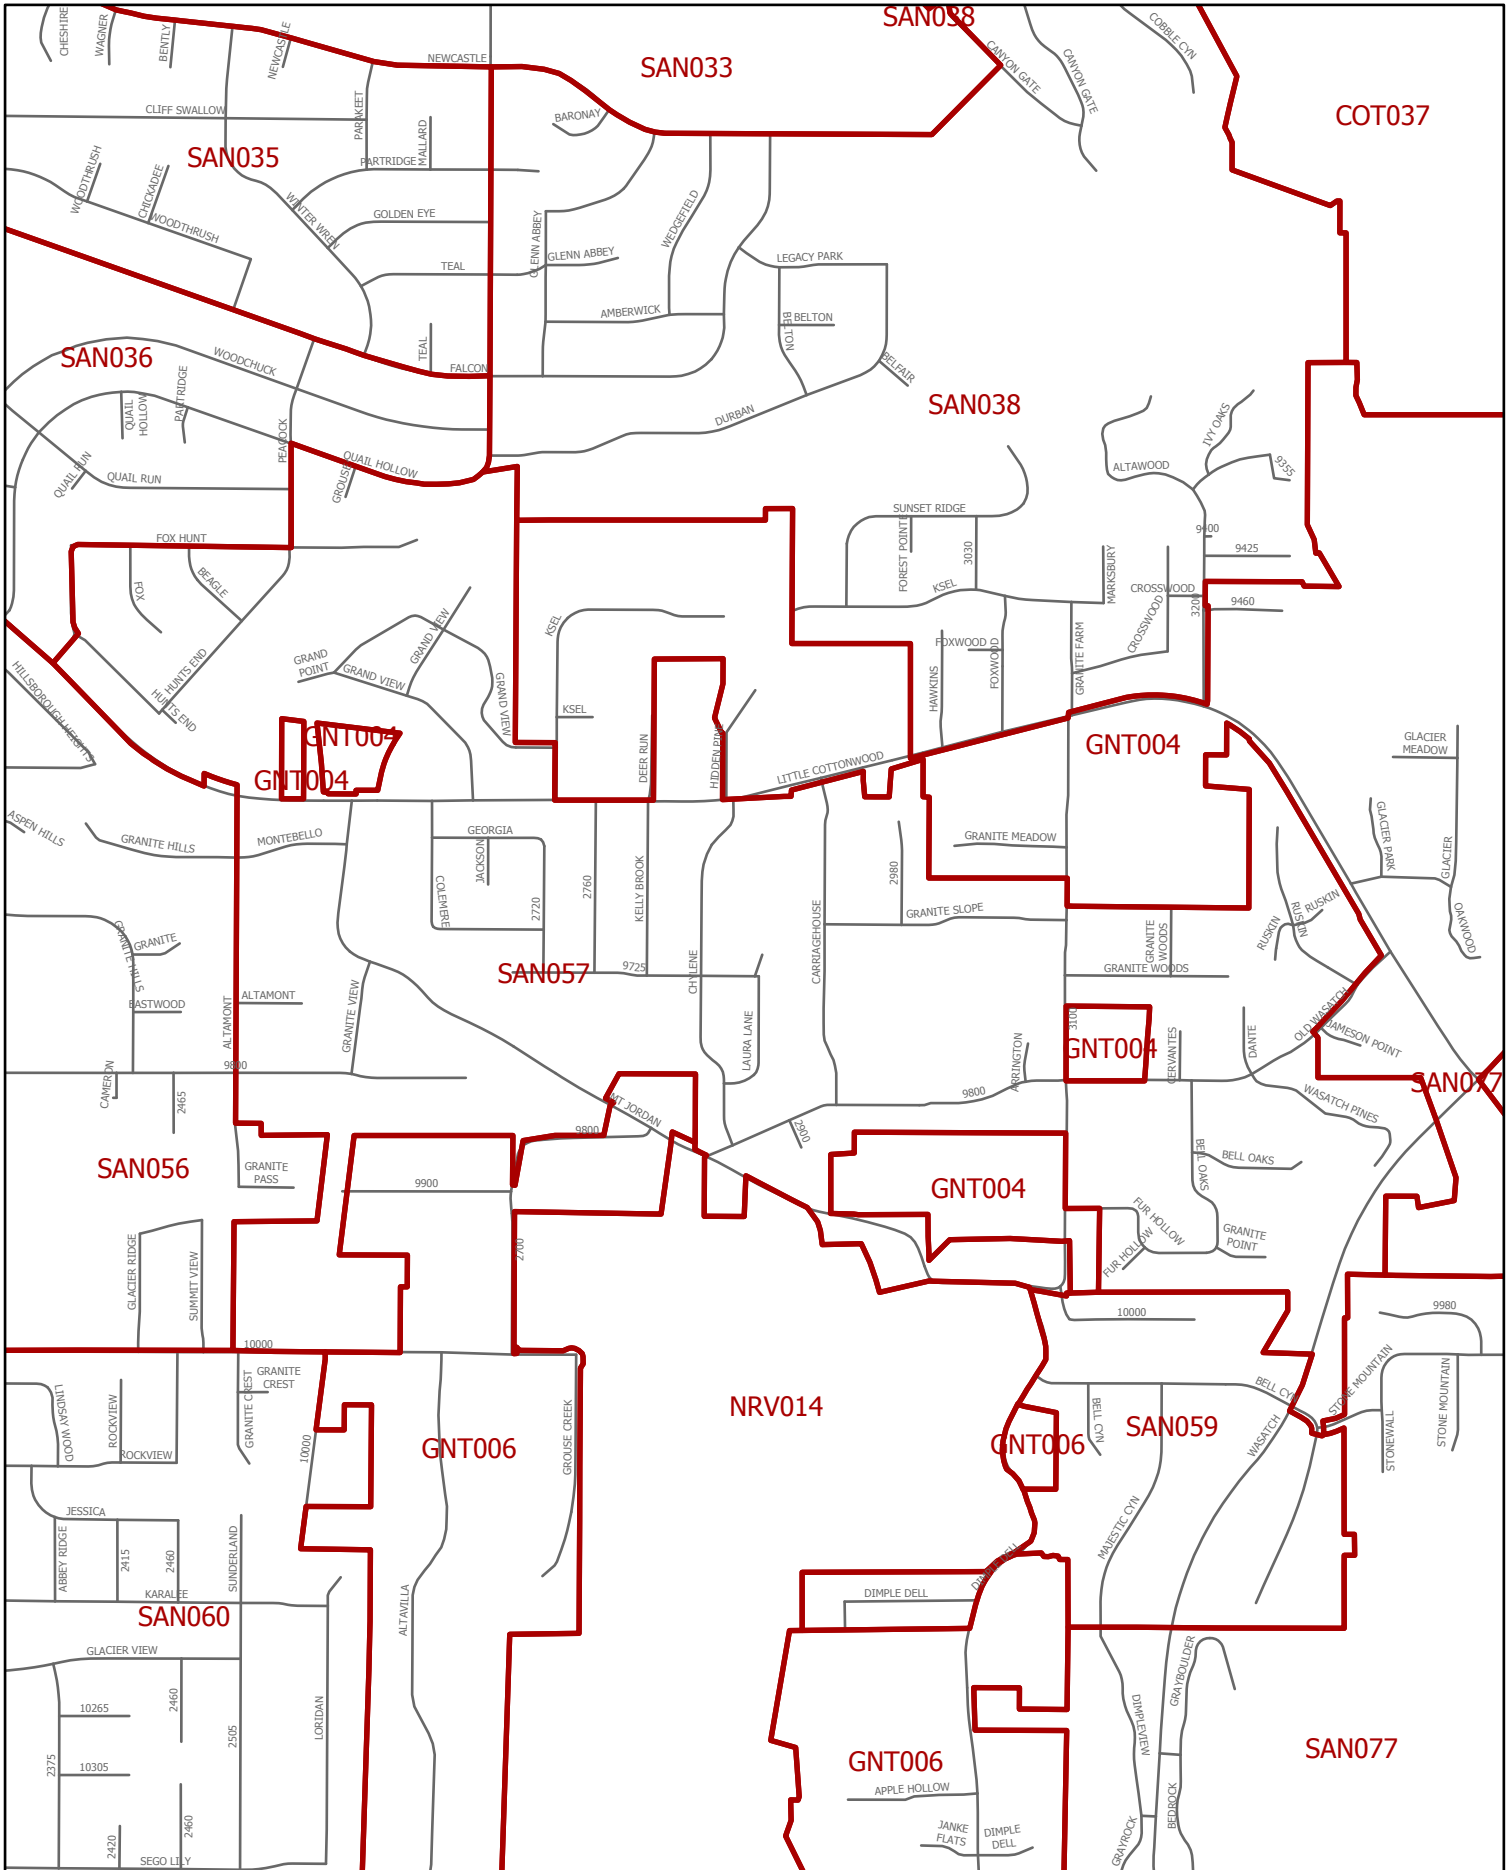 SAN038
CHESHIRE
WAGNER
BENTLY
NEWCASTLE
NEWCASTLE
SAN033
CANYON GATE
CANYON GATE
COBBLE CYN
COT037
CLIFF SWALLOW
PARAKEET
MALLARD
BARONAY
SAN035
PARTRIDGE
WOODTHRUSH
CHICKADEE
WOODTHRUSH
WINTER WREN
GOLDEN EYE
TEAL
GLENN ABBEY
GLENN ABBEY
WEDGEFIELD
LEGACY PARK
AMBERWICK
BELTON
BELTON
SAN036
WOODCHUCK
TEAL
FALCON
BELFAIR
PARTRIDGE
QUAIL
HOLLOW
PEACOCK
DURBAN
SAN038
IVY OAKS
ALTAWOOD
9355
QUAIL RUN
QUAIL RUN
QUAIL HOLLOW
GROUSE
SUNSET RIDGE
FOREST POINTE
3030
9400
9425
FOX HUNT
FOX
BEAGLE
KSEL
MARKSBURY
CROSSWOOD
CROSSWOOD
3200
9460
KSEL
HILLSBOROUGH HEIGHTS
HUNTS END
HUNTS END
GRAND
POINT
GRAND VIEW
GRAND VIEW
GRAND VIEW
FOXWOOD
FOXWOOD
HAWKINS
GRANITE FARM
KSEL
DEER RUN
HIDDEN PINE
LITTLE COTTONWOOD
GNT004
GNT004
GNT004
GLACIER
MEADOW
ASPEN HILLS
GRANITE HILLS
MONTEBELLO
GEORGIA
JACKSON
COLEMERE
2720
2760
KELLY BROOK
2980
GRANITE MEADOW
GLACIER PARK
GLACIER
GRANITE SLOPE
CARRIAGEHOUSE
GRANITE
WOODS
GRANITE WOODS
RUSKIN
RUSKIN
RUSKIN
OAKWOOD
GRANITE HILLS
GRANITE
EASTWOOD
ALTAMONT
ALTAMONT
GRANITE VIEW
SAN057
9725
CHYLENE
LAURA LANE
3100
GNT004
CERVANTES
DANTE
OLD WASATCH
JAMESON POINT
ARRINGTON
9800
CAMERON
2465
MT JORDAN
9800
2900
9800
WASATCH PINES
SAN077
SAN056
GRANITE
PASS
9900
2700
GNT004
BELL OAKS
BELL OAKS
FUR HOLLOW
FUR HOLLOW
GRANITE
POINT
GLACIER RIDGE
SUMMIT VIEW
10000
10000
9980
LINDSAY WOOD
ROCKVIEW
ROCKVIEW
GRANITE
CREST
GRANITE CREST
10000
GNT006
GROUSE CREEK
NRV014
GNT006
BELL CYN
SAN059
BELL CYN
WASATCH
STONE MOUNTAIN
STONEWALL
STONE MOUNTAIN
JESSICA
ABBEY RIDGE
2415
2460
SUNDERLAND
KARALEE
SAN060
ALTAVILLA
MAJESTIC CYN
DIMPLE DELL
DIMPLE DELL
GLACIER VIEW
10265
2460
2505
LORIDAN
2375
10305
2420
2460
SEGO LILY
GNT006
APPLE HOLLOW
JANKE
FLATS
DIMPLE
DELL
DIMPLEVIEW
GRAYBOULDER
GRAYROCK
BEDROCK
SAN077